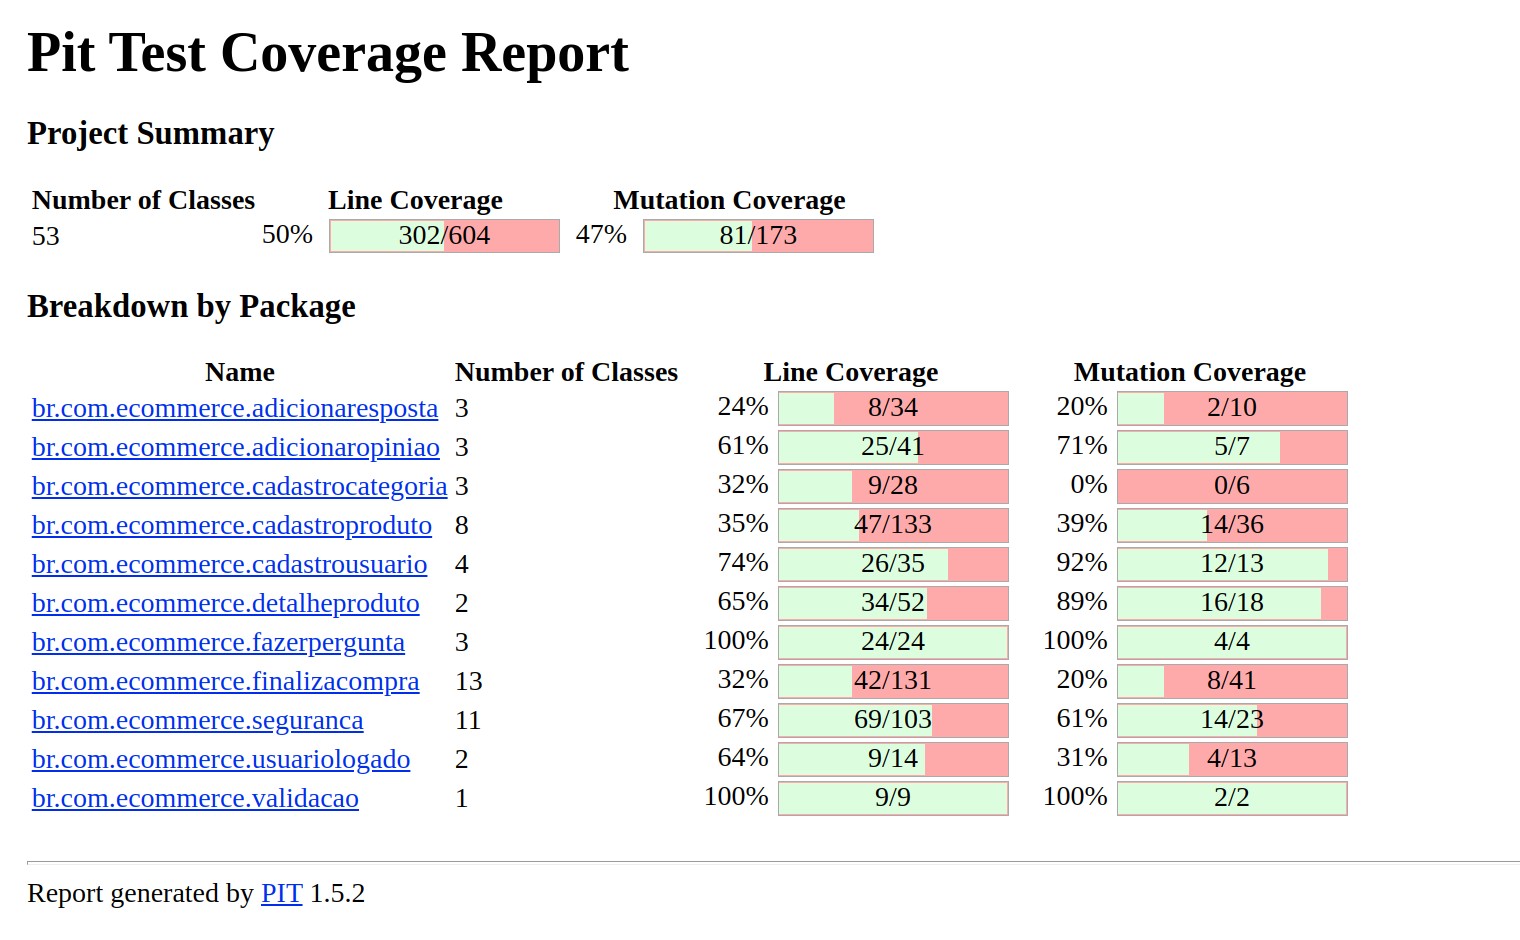 Pit Test Coverage Report
Project Summary
Number of Classes Line Coverage Mutation Coverage
53 50% 302/604 47% 81/173
Breakdown by Package
Name Number of Classes Line Coverage Mutation Coverage
br.com.ecommerce.adicionaresposta 3 24% 8/34 20% 2/10
br.com.ecommerce.adicionaropiniao 3 61% 25/41 71% 5/7
br.com.ecommerce.cadastrocategoria 3 32% 9/28 0% 0/6
br.com.ecommerce.cadastroproduto 8 35% 47/133 39% 14/36
br.com.ecommerce.cadastrousuario 4 74% 26/35 92% 12/13
br.com.ecommerce.detalheproduto 2 65% 34/52 89% 16/18
br.com.ecommerce.fazerpergunta 3 100% 24/24 100% 4/4
br.com.ecommerce.finalizacompra 13 32% 42/131 20% 8/41
br.com.ecommerce.seguranca 11 67% 69/103 61% 14/23
br.com.ecommerce.usuariologado 2 64% 9/14 31% 4/13
br.com.ecommerce.validacao 1 100% 9/9 100% 2/2
Report generated by PIT 1.5.2